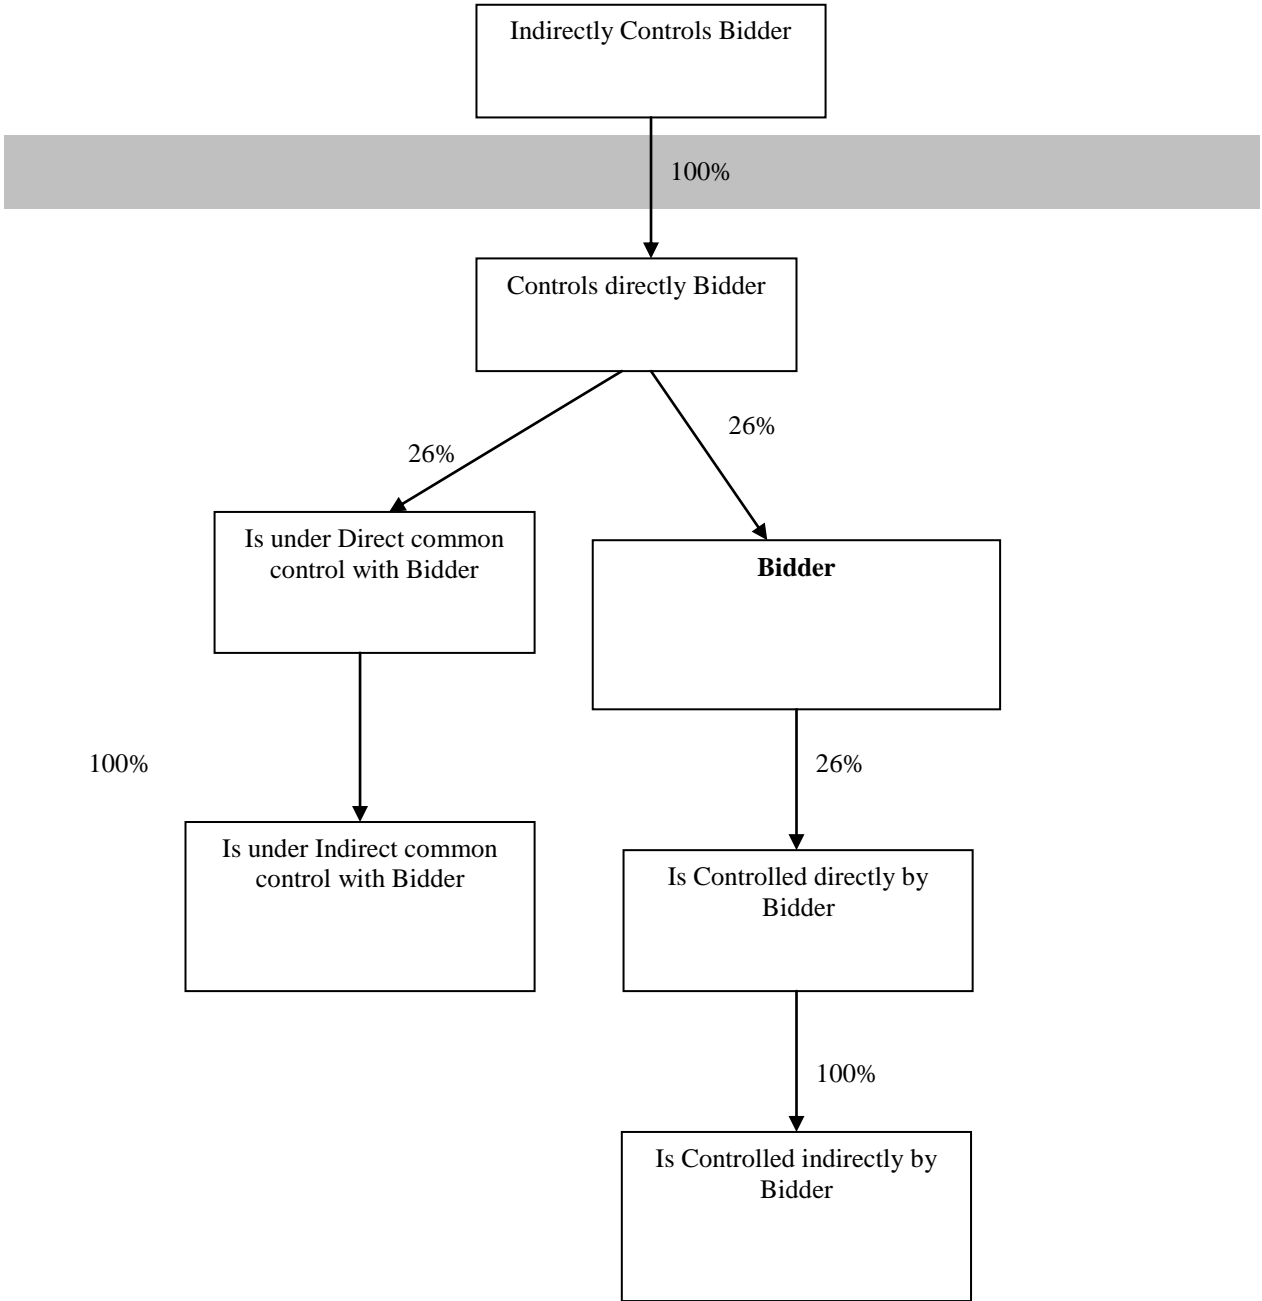 Indirectly Controls Bidder
100%
Controls directly Bidder
26%
26%
Is under Direct common
control with Bidder
Bidder
100%
26%
Is under Indirect common
control with Bidder
Is Controlled directly by
Bidder
100%
Is Controlled indirectly by
Bidder